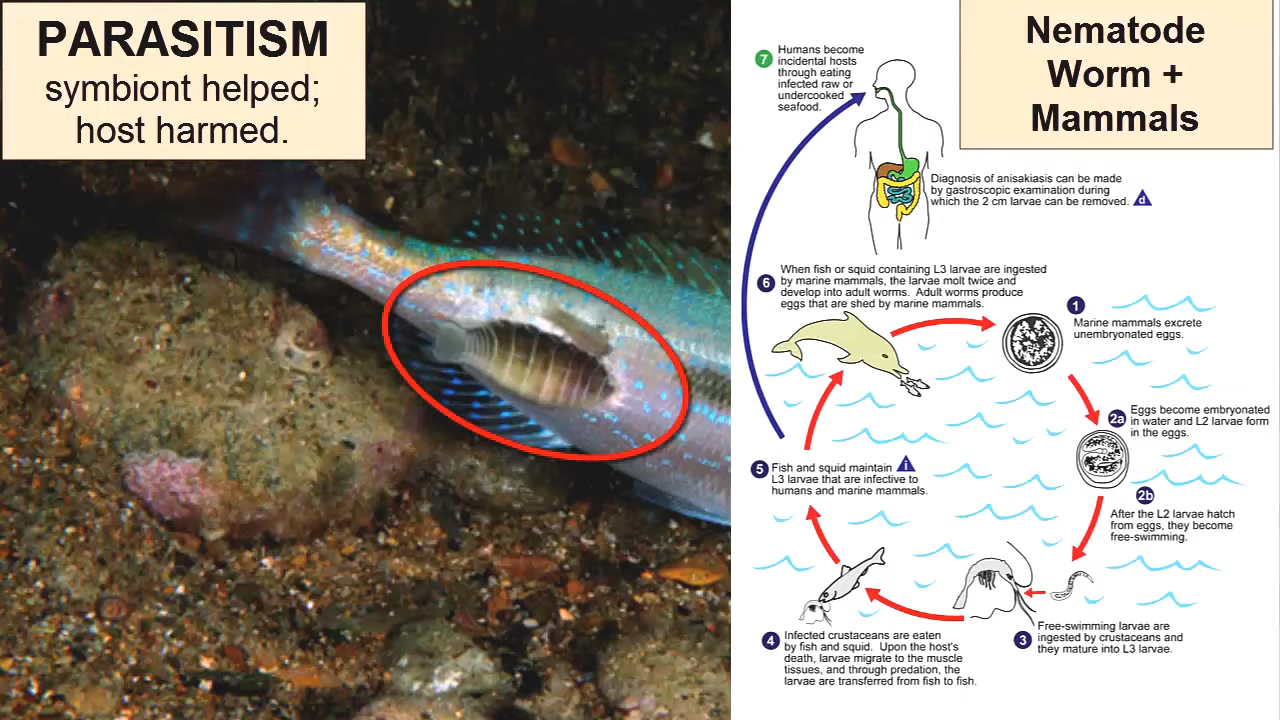 PARASITISM
symbiont helped;
host harmed.
Nematode
Worm +
Mammals
7
Humans become
incidental hosts
through eating
infected raw or
undercooked
seafood.
Diagnosis of anisakiasis can be made
by gastroscopic examination during
which the 2 cm larvae can be removed.
d
6
When fish or squid containing L3 larvae are ingested
by marine mammals, the larvae molt twice and
develop into adult worms. Adult worms produce
eggs that are shed by marine mammals.
1
Marine mammals excrete
unembryonated eggs.
2a
Eggs become embryonated
in water and L2 larvae form
in the eggs.
2b
After the L2 larvae hatch
from eggs, they become
free-swimming.
3
Free-swimming larvae are
ingested by crustaceans and
they mature into L3 larvae.
4
Infected crustaceans are eaten
by fish and squid. Upon the host's
death, larvae migrate to the muscle
tissues, and through predation, the
larvae are transferred from fish to fish.
5
Fish and squid maintain
i
L3 larvae that are infective to
humans and marine mammals.